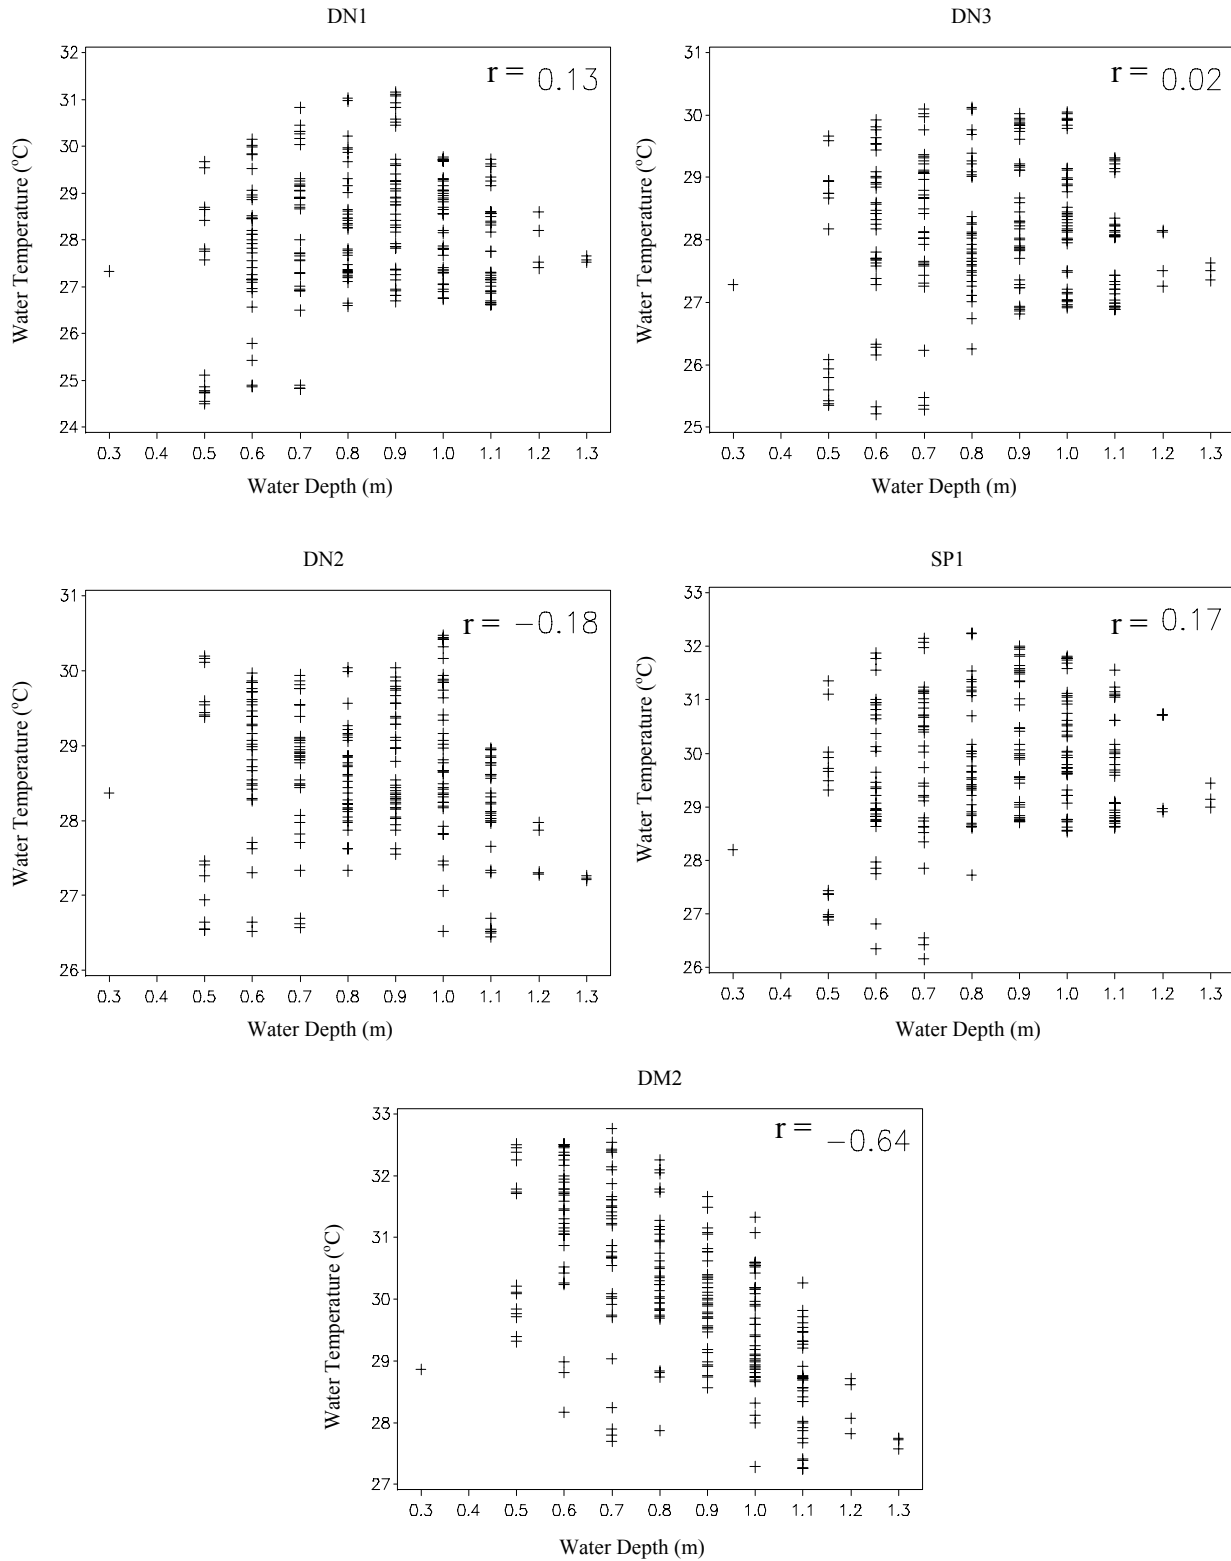 DN1
r = 0.13
Water Temperature (°C)
32
31
30
29
28
27
26
25
24
0.3 0.4 0.5 0.6 0.7 0.8 0.9 1.0 1.1 1.2 1.3
Water Depth (m)
DN3
r = 0.02
Water Temperature (°C)
31
30
29
28
27
26
25
0.3 0.4 0.5 0.6 0.7 0.8 0.9 1.0 1.1 1.2 1.3
Water Depth (m)
DN2
r = −0.18
Water Temperature (°C)
31
30
29
28
27
26
0.3 0.4 0.5 0.6 0.7 0.8 0.9 1.0 1.1 1.2 1.3
Water Depth (m)
SP1
r = 0.17
Water Temperature (°C)
33
32
31
30
29
28
27
26
0.3 0.4 0.5 0.6 0.7 0.8 0.9 1.0 1.1 1.2 1.3
Water Depth (m)
DM2
r = −0.64
Water Temperature (°C)
33
32
31
30
29
28
27
0.3 0.4 0.5 0.6 0.7 0.8 0.9 1.0 1.1 1.2 1.3
Water Depth (m)